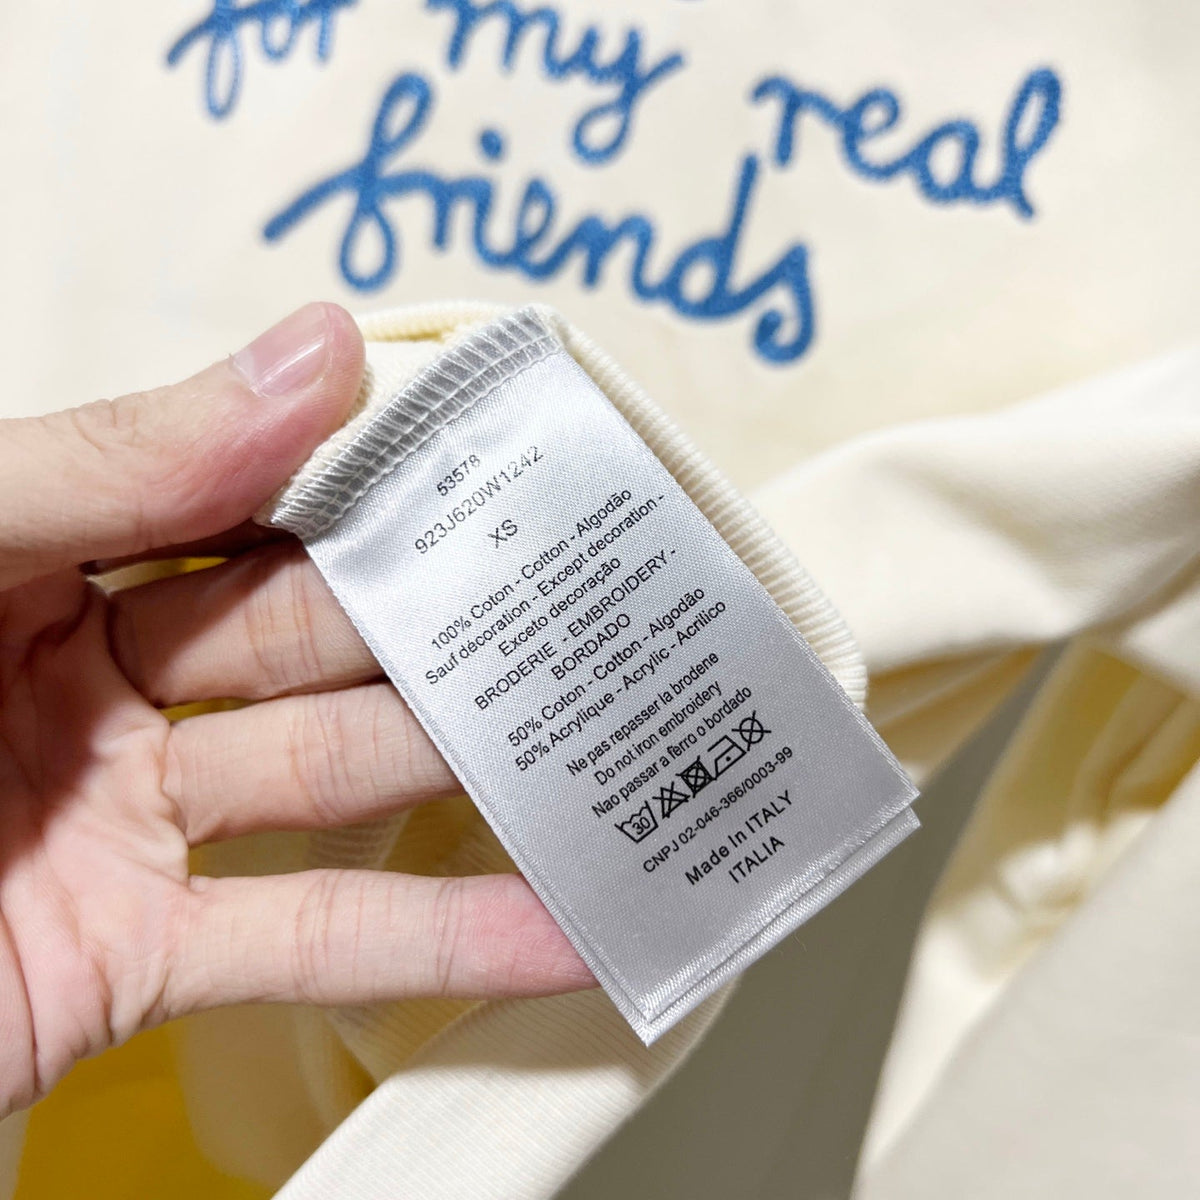 for my real
friends
53578
923J620W1242
XS
100% Coton - Cotton - Algodão
Sauf décoration - Except decoration -
Exceto decoração
BRODERIE - EMBROIDERY -
BORDADO
50% Coton - Cotton - Algodão
50% Acrylique - Acrylic - Acrilico
Ne pas repasser la broderie
Do not iron embroidery
Nao passar a ferro o bordado
30
CNPJ 02-046-366/0003-99
Made In ITALY
ITALIA